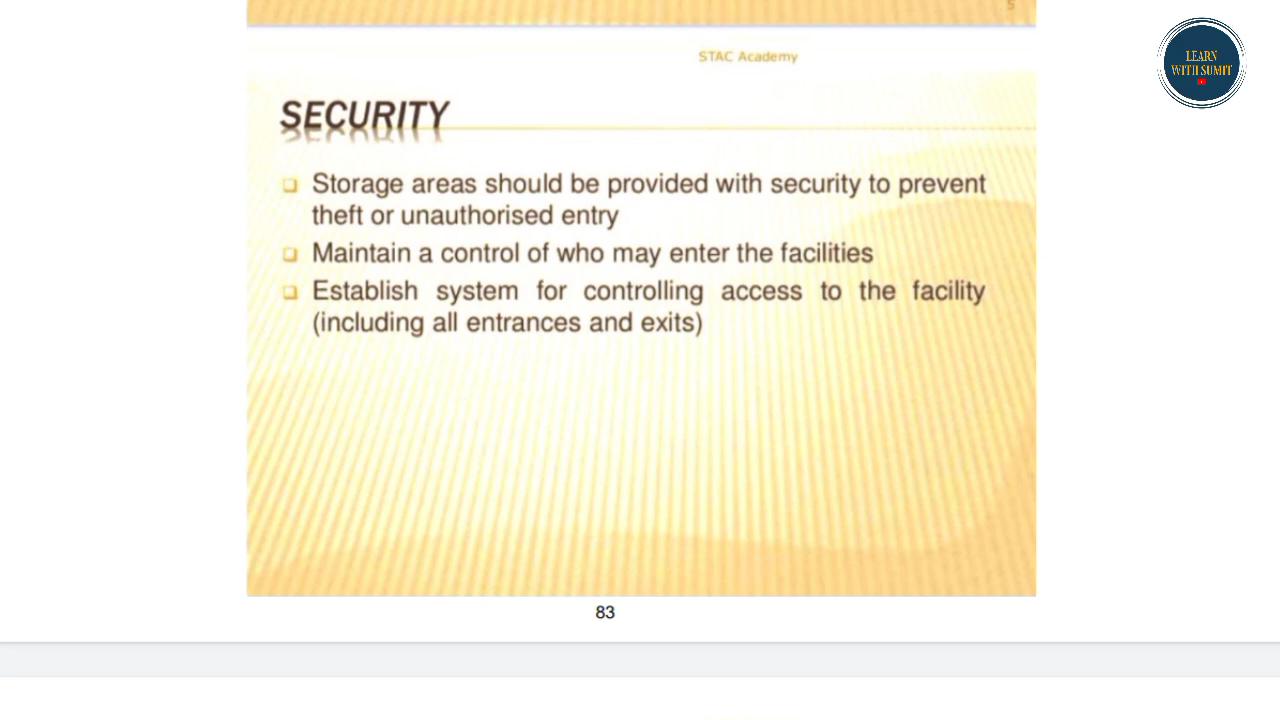 5
STAC Academy
LEARN
WITH SUMIT
SECURITY
❑ Storage areas should be provided with security to prevent
theft or unauthorised entry
❑ Maintain a control of who may enter the facilities
❑ Establish system for controlling access to the facility
(including all entrances and exits)
83